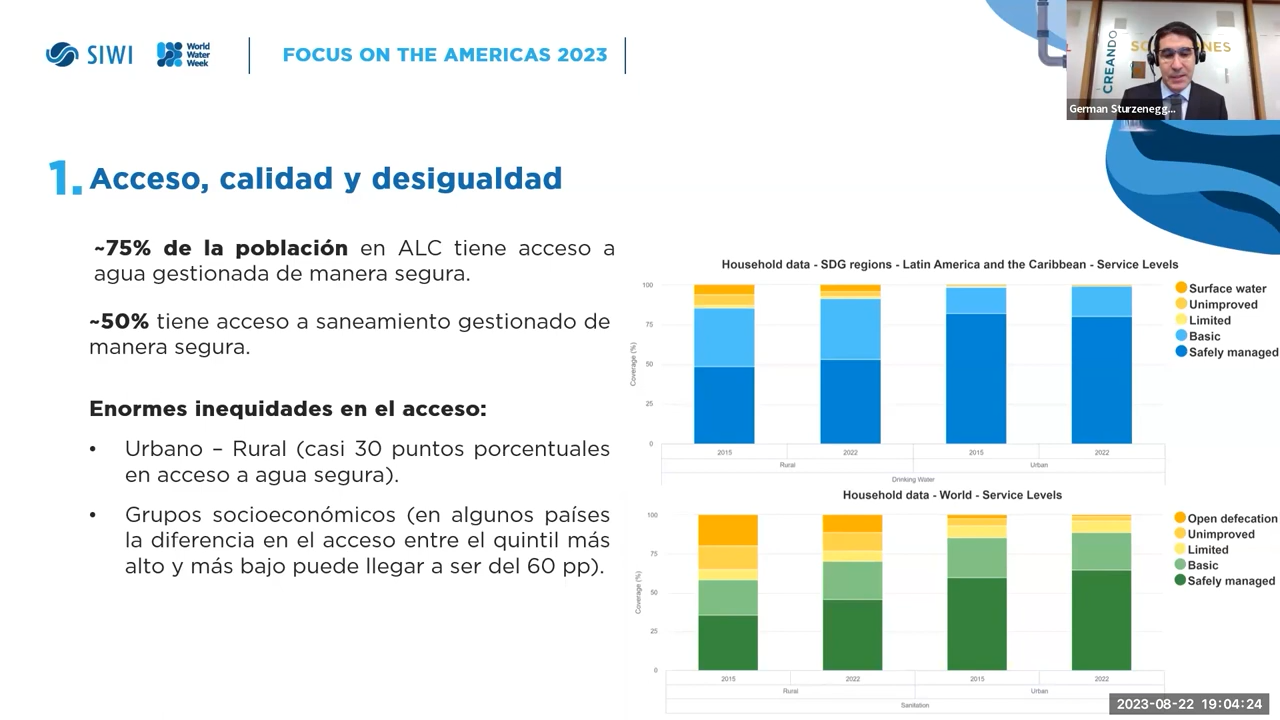 SIWI
World
Water
Week
FOCUS ON THE AMERICAS 2023
CREANDO
German Sturzenegg...
1. Acceso, calidad y desigualdad
~75% de la población en ALC tiene acceso a
agua gestionada de manera segura.
~50% tiene acceso a saneamiento gestionado de
manera segura.
Enormes inequidades en el acceso:
• Urbano – Rural (casi 30 puntos porcentuales
en acceso a agua segura).
• Grupos socioeconómicos (en algunos países
la diferencia en el acceso entre el quintil más
alto y más bajo puede llegar a ser del 60 pp).
Household data - SDG regions - Latin America and the Caribbean - Service Levels
100
75
50
25
0
Coverage (%)
2015 2022 2015 2022
Rural Urban
Drinking Water
Surface water
Unimproved
Limited
Basic
Safely managed
Household data - World - Service Levels
100
75
50
25
0
Coverage (%)
2015 2022 2015 2022
Rural Urban
Sanitation
Open defecation
Unimproved
Limited
Basic
Safely managed
2023-08-22 19:04:24